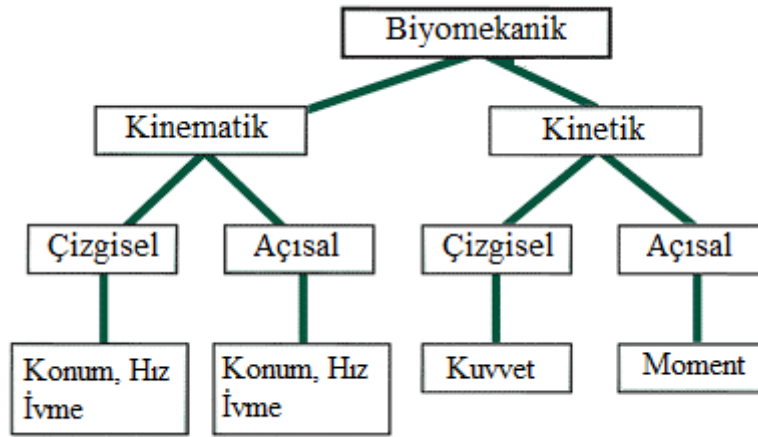 Biyomekanik
Kinematik
Kinetik
Çizgisel
Açısal
Çizgisel
Açısal
Konum, Hız
İvme
Konum, Hız
İvme
Kuvvet
Moment